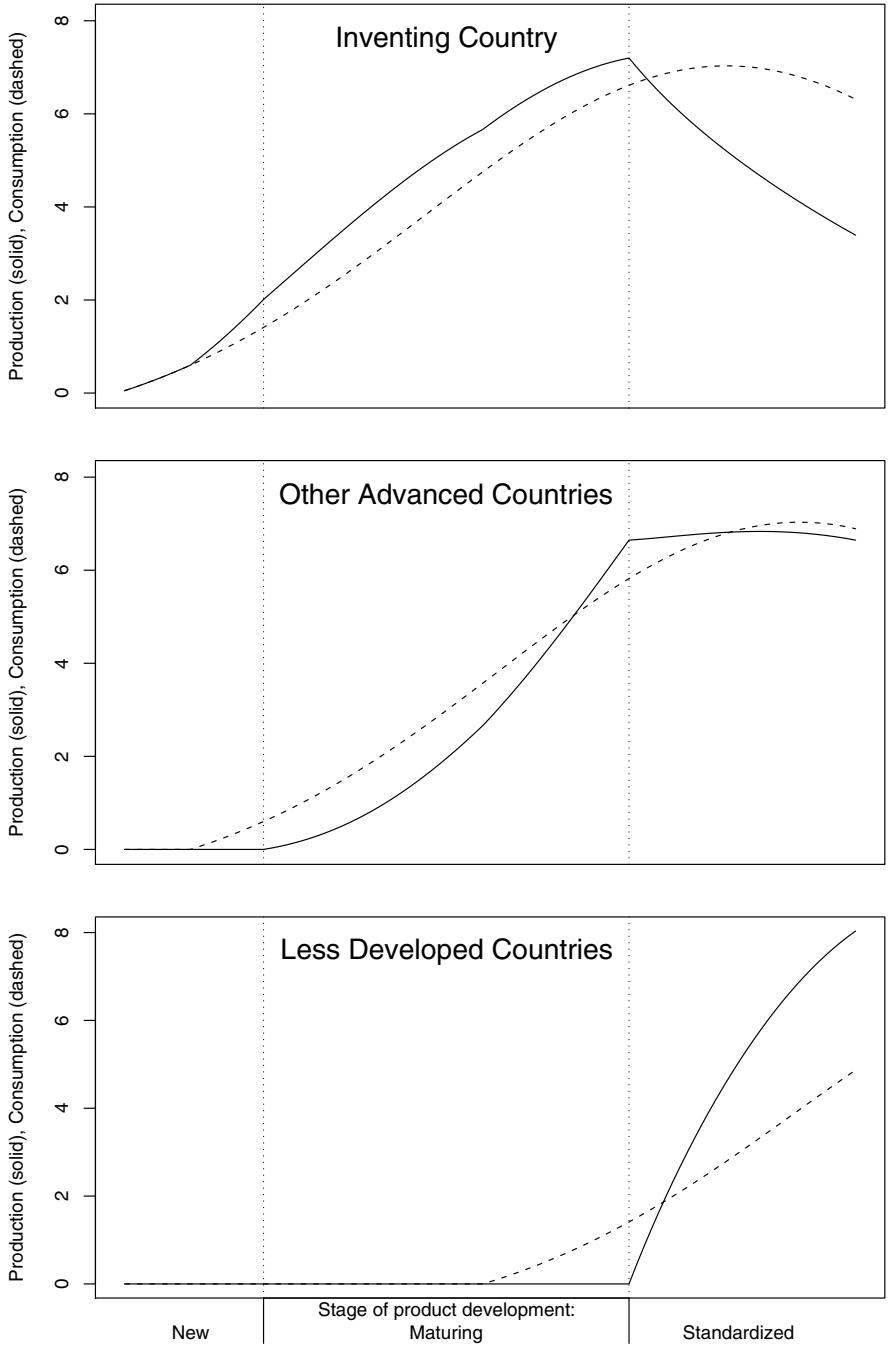 Inventing Country
Production (solid), Consumption (dashed)
8
6
4
2
0
Other Advanced Countries
Production (solid), Consumption (dashed)
8
6
4
2
0
Less Developed Countries
Production (solid), Consumption (dashed)
8
6
4
2
0
Stage of product development:
New Maturing Standardized